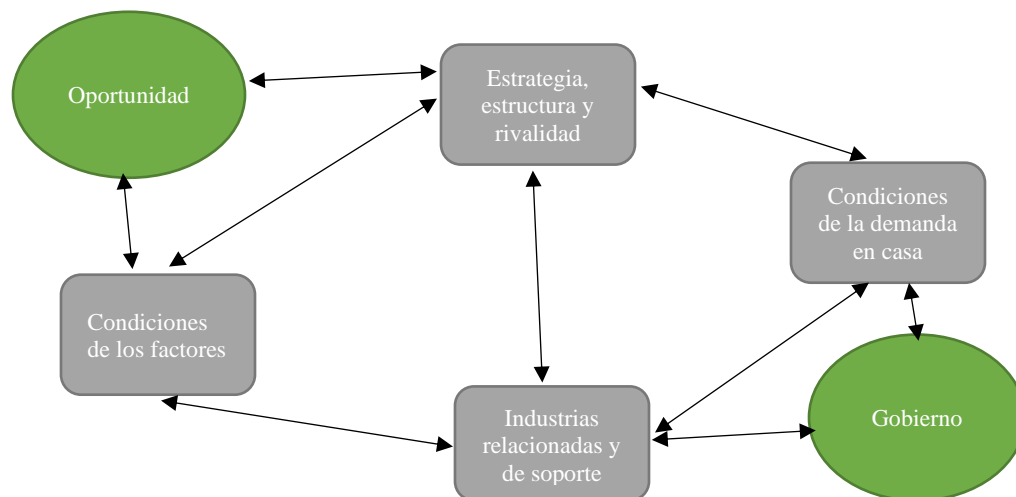 Oportunidad
Estrategia,
estructura y
rivalidad
Condiciones
de la demanda
en casa
Condiciones
de los factores
Industrias
relacionadas y
de soporte
Gobierno